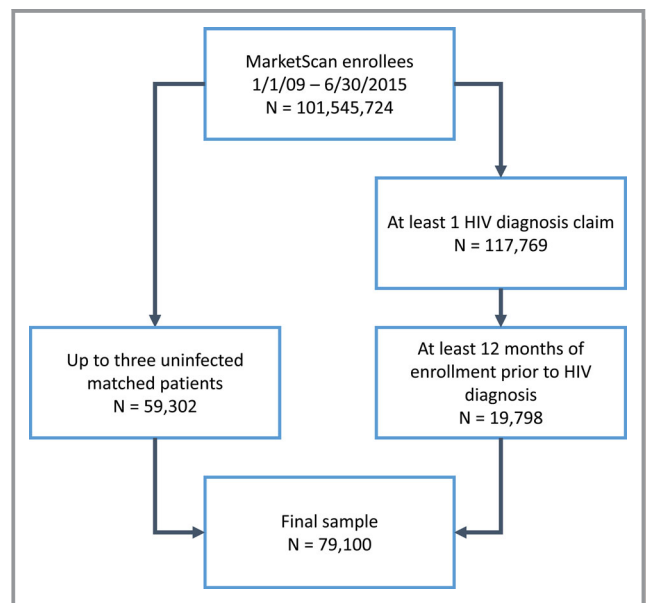 MarketScan enrollees
1/1/09 – 6/30/2015
N = 101,545,724
At least 1 HIV diagnosis claim
N = 117,769
Up to three uninfected
matched patients
N = 59,302
At least 12 months of
enrollment prior to HIV
diagnosis
N = 19,798
Final sample
N = 79,100